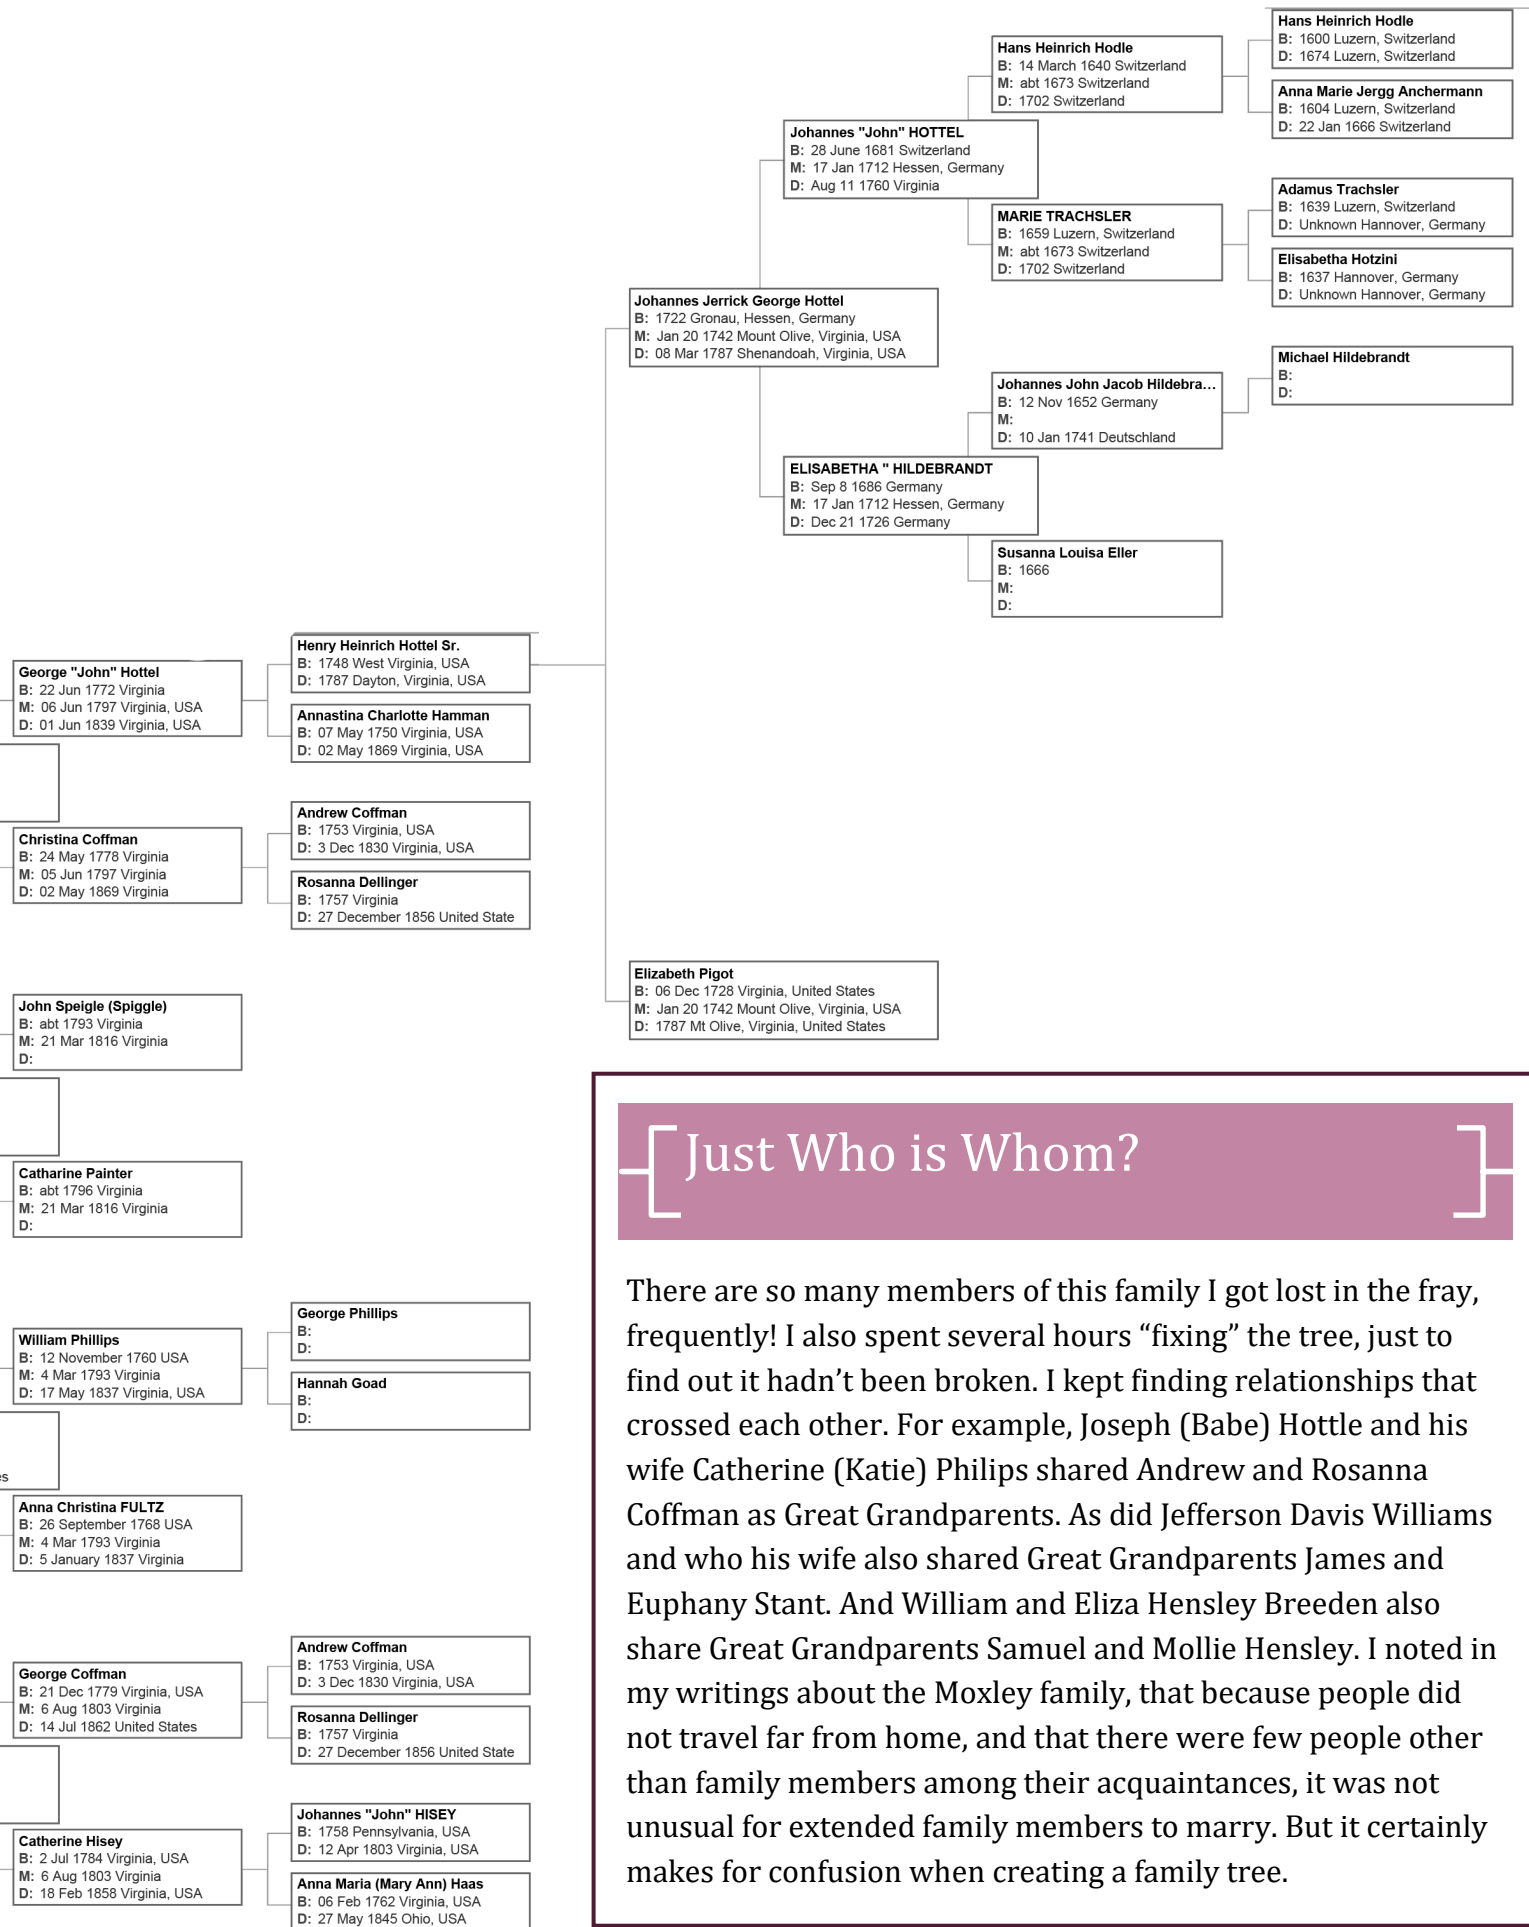 Hans Heinrich Hodle
B: 1600 Luzern, Switzerland
D: 1674 Luzern, Switzerland
Hans Heinrich Hodle
B: 14 March 1640 Switzerland
M: abt 1673 Switzerland
D: 1702 Switzerland
Anna Marie Jergg Anchermann
B: 1604 Luzern, Switzerland
D: 22 Jan 1666 Switzerland
Johannes "John" HOTTEL
B: 28 June 1681 Switzerland
M: 17 Jan 1712 Hessen, Germany
D: Aug 11 1760 Virginia
Adamus Trachsler
B: 1639 Luzern, Switzerland
D: Unknown Hannover, Germany
MARIE TRACHSLER
B: 1659 Luzern, Switzerland
M: abt 1673 Switzerland
D: 1702 Switzerland
Elisabetha Hotzini
B: 1637 Hannover, Germany
D: Unknown Hannover, Germany
Johannes Jerrick George Hottel
B: 1722 Gronau, Hessen, Germany
M: Jan 20 1742 Mount Olive, Virginia, USA
D: 08 Mar 1787 Shenandoah, Virginia, USA
Michael Hildebrandt
B:
D:
Johannes John Jacob Hildebra...
B: 12 Nov 1652 Germany
M:
D: 10 Jan 1741 Deutschland
ELISABETHA " HILDEBRANDT
B: Sep 8 1686 Germany
M: 17 Jan 1712 Hessen, Germany
D: Dec 21 1726 Germany
Susanna Louisa Eller
B: 1666
M:
D:
Henry Heinrich Hottel Sr.
B: 1748 West Virginia, USA
D: 1787 Dayton, Virginia, USA
George "John" Hottel
B: 22 Jun 1772 Virginia
M: 06 Jun 1797 Virginia, USA
D: 01 Jun 1839 Virginia, USA
Annastina Charlotte Hamman
B: 07 May 1750 Virginia, USA
D: 02 May 1869 Virginia, USA
Andrew Coffman
B: 1753 Virginia, USA
D: 3 Dec 1830 Virginia, USA
Christina Coffman
B: 24 May 1778 Virginia
M: 05 Jun 1797 Virginia
D: 02 May 1869 Virginia
Rosanna Dellinger
B: 1757 Virginia
D: 27 December 1856 United State
Elizabeth Pigot
B: 06 Dec 1728 Virginia, United States
M: Jan 20 1742 Mount Olive, Virginia, USA
D: 1787 Mt Olive, Virginia, United States
John Speigle (Spiggle)
B: abt 1793 Virginia
M: 21 Mar 1816 Virginia
D:
Catharine Painter
B: abt 1796 Virginia
M: 21 Mar 1816 Virginia
D:
George Phillips
B:
D:
William Phillips
B: 12 November 1760 USA
M: 4 Mar 1793 Virginia
D: 17 May 1837 Virginia, USA
Hannah Goad
B:
D:
es
Anna Christina FULTZ
B: 26 September 1768 USA
M: 4 Mar 1793 Virginia
D: 5 January 1837 Virginia
Andrew Coffman
B: 1753 Virginia, USA
D: 3 Dec 1830 Virginia, USA
George Coffman
B: 21 Dec 1779 Virginia, USA
M: 6 Aug 1803 Virginia
D: 14 Jul 1862 United States
Rosanna Dellinger
B: 1757 Virginia
D: 27 December 1856 United State
Johannes "John" HISEY
B: 1758 Pennsylvania, USA
D: 12 Apr 1803 Virginia, USA
Catherine Hisey
B: 2 Jul 1784 Virginia, USA
M: 6 Aug 1803 Virginia
D: 18 Feb 1858 Virginia, USA
Anna Maria (Mary Ann) Haas
B: 06 Feb 1762 Virginia, USA
D: 27 May 1845 Ohio, USA
Just Who is Whom?
There are so many members of this family I got lost in the fray,
frequently! I also spent several hours “fixing” the tree, just to
find out it hadn’t been broken. I kept finding relationships that
crossed each other. For example, Joseph (Babe) Hottle and his
wife Catherine (Katie) Philips shared Andrew and Rosanna
Coffman as Great Grandparents. As did Jefferson Davis Williams
and who his wife also shared Great Grandparents James and
Euphany Stant. And William and Eliza Hensley Breeden also
share Great Grandparents Samuel and Mollie Hensley. I noted in
my writings about the Moxley family, that because people did
not travel far from home, and that there were few people other
than family members among their acquaintances, it was not
unusual for extended family members to marry. But it certainly
makes for confusion when creating a family tree.